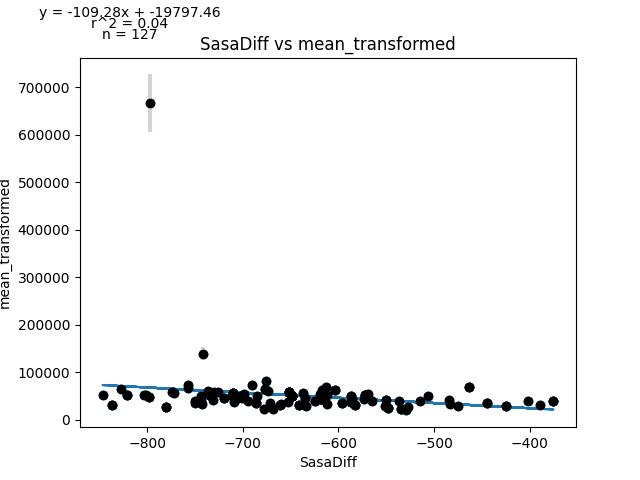 y = -109.28x + -19797.46
r^2 = 0.04
n = 127
SasaDiff vs mean_transformed
700000
600000
500000
400000
300000
200000
100000
0
mean_transformed
−800
−700
−600
−500
−400
SasaDiff